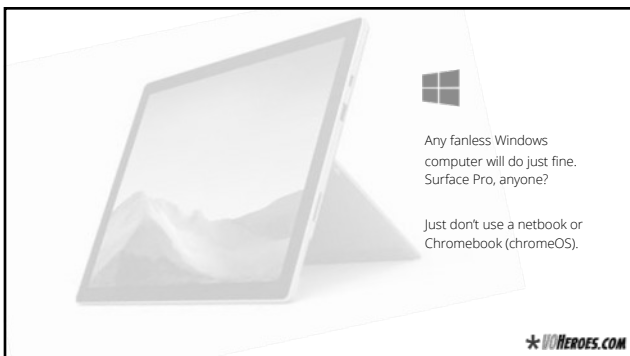 Any fanless Windows
computer will do just fine.
Surface Pro, anyone?
Just don’t use a netbook or
Chromebook (chromeOS).
VOHEROES.COM